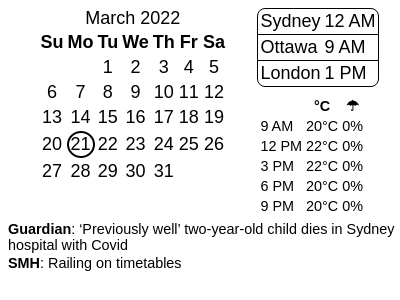 March 2022
Su Mo Tu We Th Fr Sa
1 2 3 4 5
6 7 8 9 10 11 12
13 14 15 16 17 18 19
20 21 22 23 24 25 26
27 28 29 30 31
Sydney 12 AM
Ottawa 9 AM
London 1 PM
°C ☂
9 AM 20°C 0%
12 PM 22°C 0%
3 PM 22°C 0%
6 PM 20°C 0%
9 PM 20°C 0%
Guardian: ‘Previously well’ two-year-old child dies in Sydney
hospital with Covid
SMH: Railing on timetables